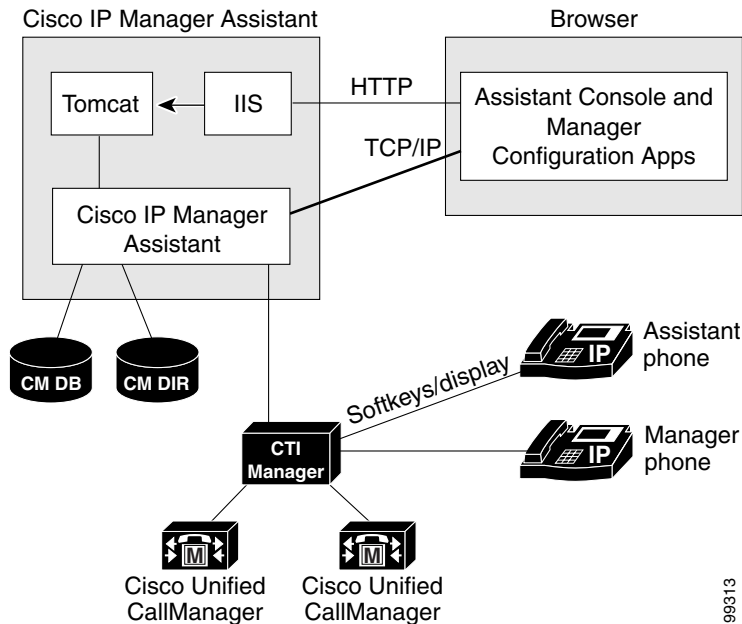 Cisco IP Manager Assistant
Browser
Tomcat
IIS
HTTP
TCP/IP
Assistant Console and
Manager
Configuration Apps
Cisco IP Manager
Assistant
CM DB
CM DIR
Softkeys/display
IP
Assistant
phone
CTI
Manager
IP
Manager
phone
M
M
Cisco Unified
CallManager
Cisco Unified
CallManager
99313